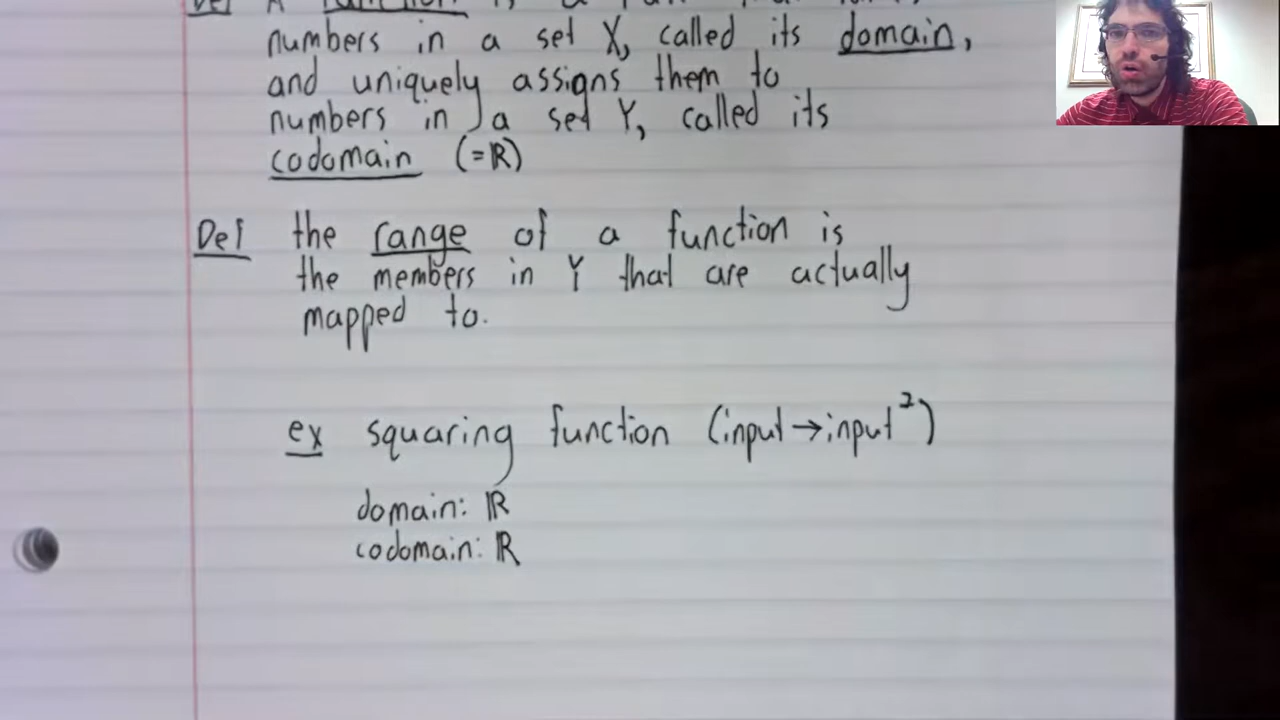 numbers in a set X, called its domain,
and uniquely assigns them to
numbers in a set Y, called its
codomain (=ℝ)
Def the range of a function is
the members in Y that are actually
mapped to.
ex squaring function (input→input²)
domain: ℝ
codomain: ℝ